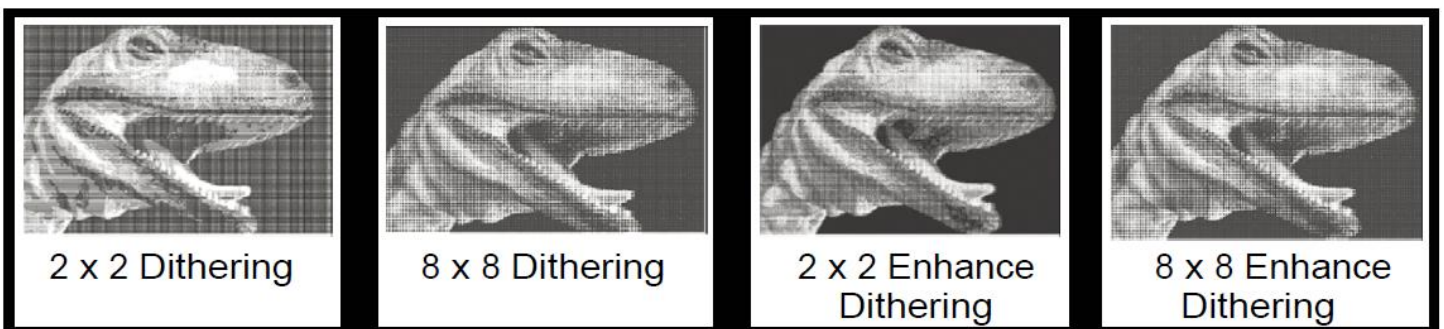 2 x 2 Dithering
8 x 8 Dithering
2 x 2 Enhance
Dithering
8 x 8 Enhance
Dithering